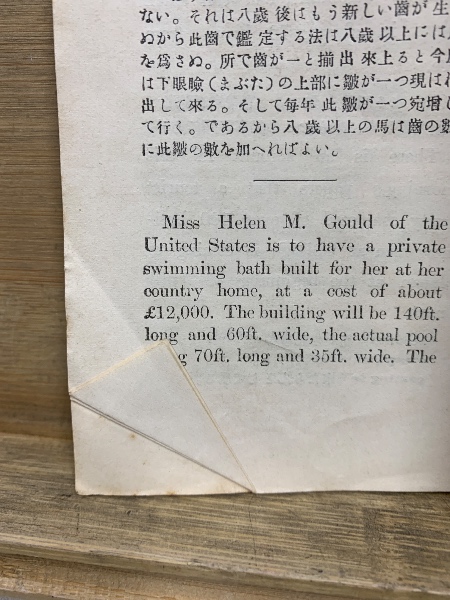 ない。それは八歲後はもう新しい齒が生
ぬから此齒で鑑定する法は八歲以上には
を爲さぬ。所で齒が一と揃出來上ると今
は下眼瞼(まぶた)の上部に皺が一つ現は
出して來る。そして每年此皺が一つ宛增
て行く。であるから八歲以上の馬は齒の
に此皺の數を加へればよい。
Miss Helen M. Gould of the
United States is to have a private
swimming bath built for her at her
country home, at a cost of about
£12,000. The building will be 140ft.
long and 60ft. wide, the actual pool
70ft. long and 35ft. wide. The